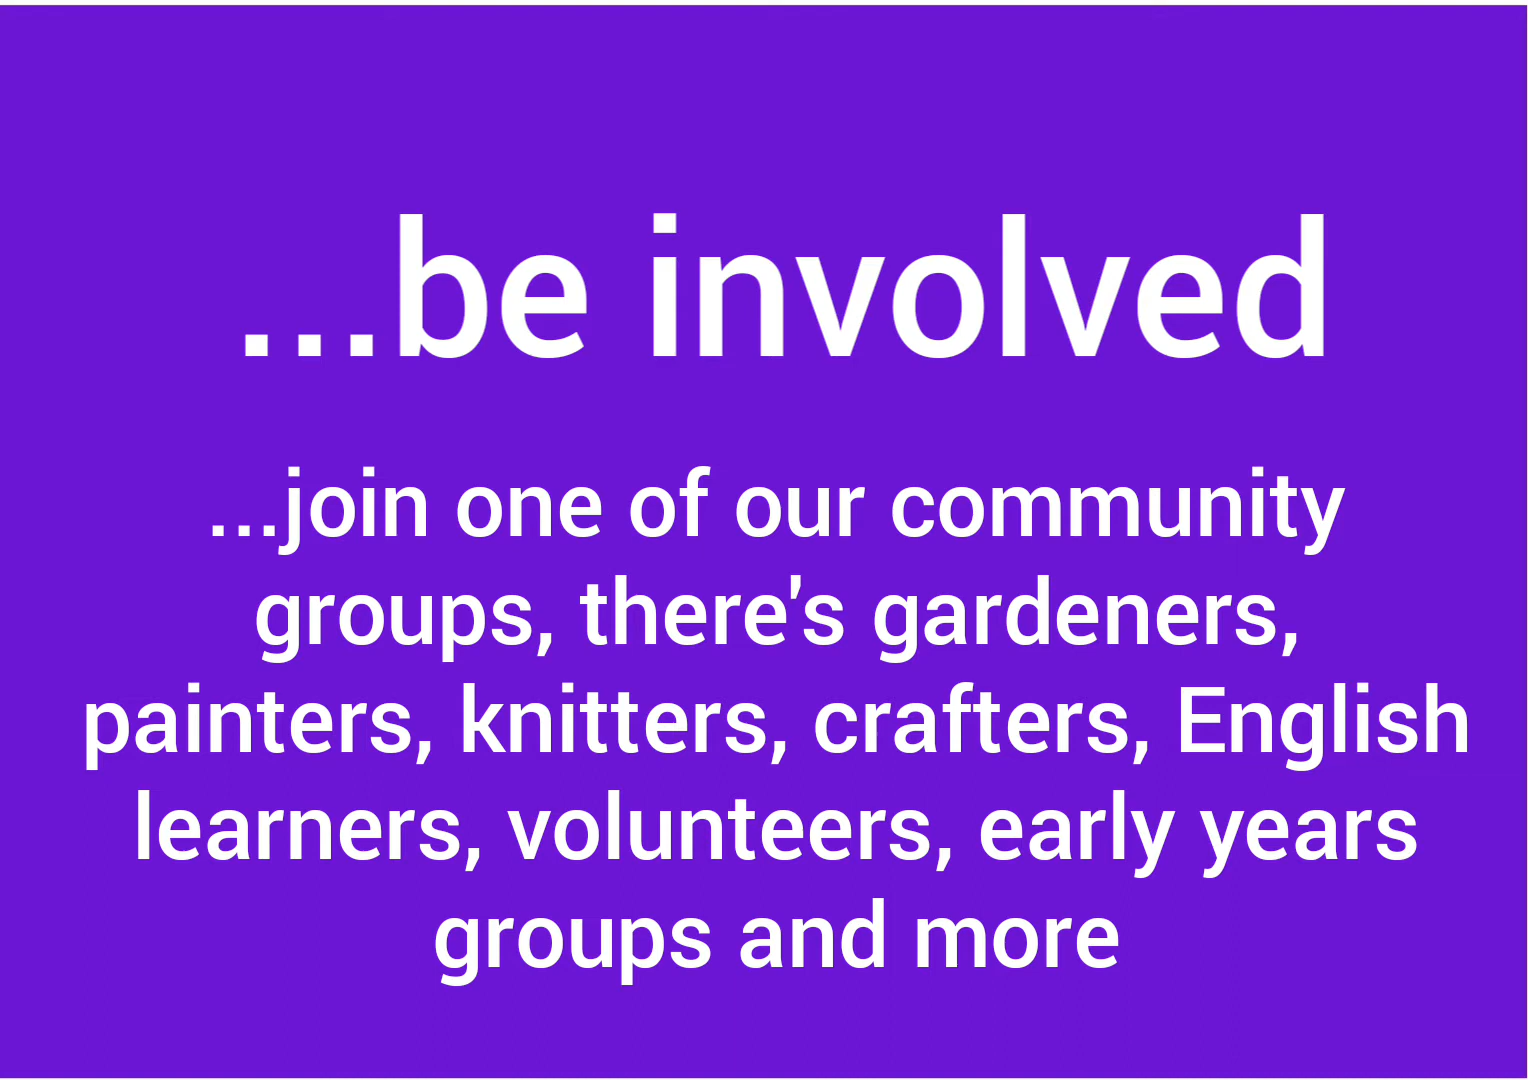 ...be involved
...join one of our community
groups, there's gardeners,
painters, knitters, crafters, English
learners, volunteers, early years
groups and more